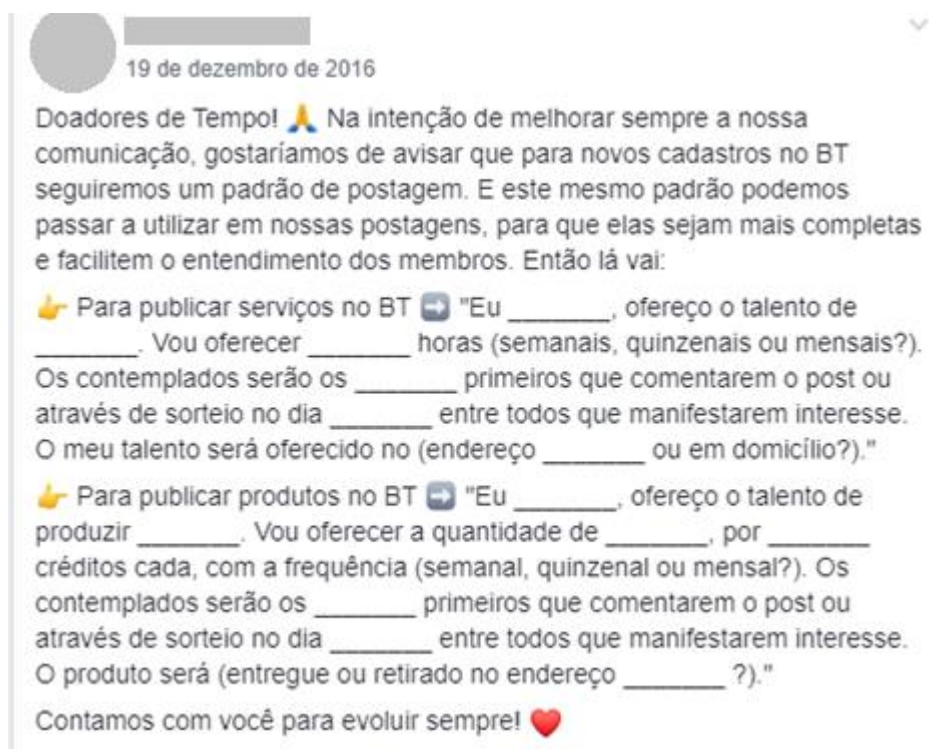 19 de dezembro de 2016
Doadores de Tempo! 🙏 Na intenção de melhorar sempre a nossa
comunicação, gostaríamos de avisar que para novos cadastros no BT
seguiremos um padrão de postagem. E este mesmo padrão podemos
passar a utilizar em nossas postagens, para que elas sejam mais completas
e facilitem o entendimento dos membros. Então lá vai:
👉 Para publicar serviços no BT ➡️ "Eu _______, ofereço o talento de
_______. Vou oferecer _______ horas (semanais, quinzenais ou mensais?).
Os contemplados serão os _______ primeiros que comentarem o post ou
através de sorteio no dia _______ entre todos que manifestarem interesse.
O meu talento será oferecido no (endereço _______ ou em domicílio?)."
👉 Para publicar produtos no BT ➡️ "Eu _______, ofereço o talento de
produzir _______. Vou oferecer a quantidade de _______, por _______
créditos cada, com a frequência (semanal, quinzenal ou mensal?). Os
contemplados serão os _______ primeiros que comentarem o post ou
através de sorteio no dia _______ entre todos que manifestarem interesse.
O produto será (entregue ou retirado no endereço _______ ?)."
Contamos com você para evoluir sempre! ❤️